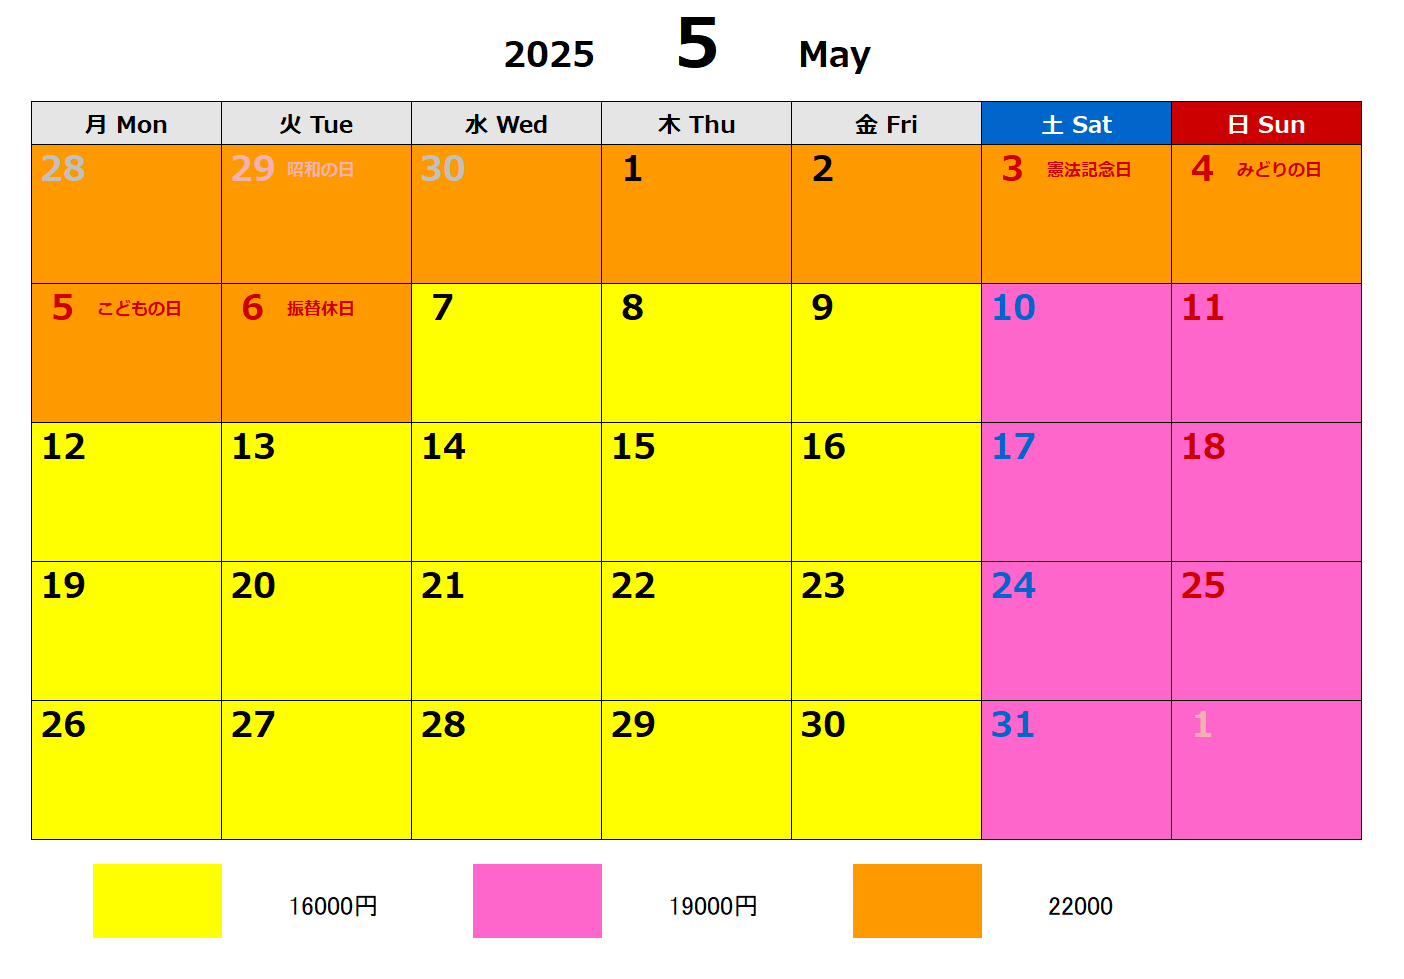 2025 5 May
月 Mon 火 Tue 水 Wed 木 Thu 金 Fri 土 Sat 日 Sun
28 29 昭和の日 30 1 2 3 憲法記念日 4 みどりの日
5 こどもの日 6 振替休日 7 8 9 10 11
12 13 14 15 16 17 18
19 20 21 22 23 24 25
26 27 28 29 30 31 1
16000円 19000円 22000